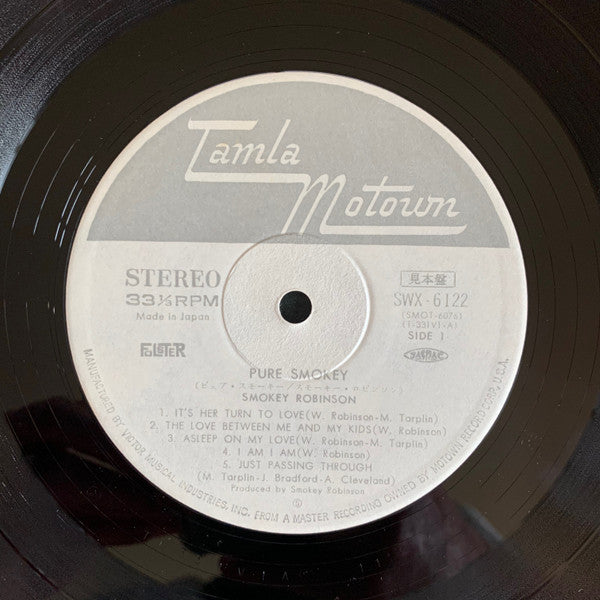 Tamla
Motown
STEREO
33⅓ RPM
Made in Japan
見本盤
SWX-6122
(SMOT-6076)
(T-331V1-A)
SIDE 1
JASRAC
PURE SMOKEY
(ピュア・スモーキー/スモーキー・ロビンソン)
SMOKEY ROBINSON
1. IT'S HER TURN TO LOVE(W. Robinson-M. Tarplin)
2. THE LOVE BETWEEN ME AND MY KIDS(W. Robinson)
3. ASLEEP ON MY LOVE(W. Robinson-M. Tarplin)
4. I AM I AM(W. Robinson)
5. JUST PASSING THROUGH
(M. Tarplin-J. Bradford-A. Cleveland)
Produced by Smokey Robinson
Ⓢ
MANUFACTURED BY VICTOR MUSICAL INDUSTRIES, INC. FROM A MASTER RECORDING OWNED BY MOTOWN RECORD CORP., U.S.A.